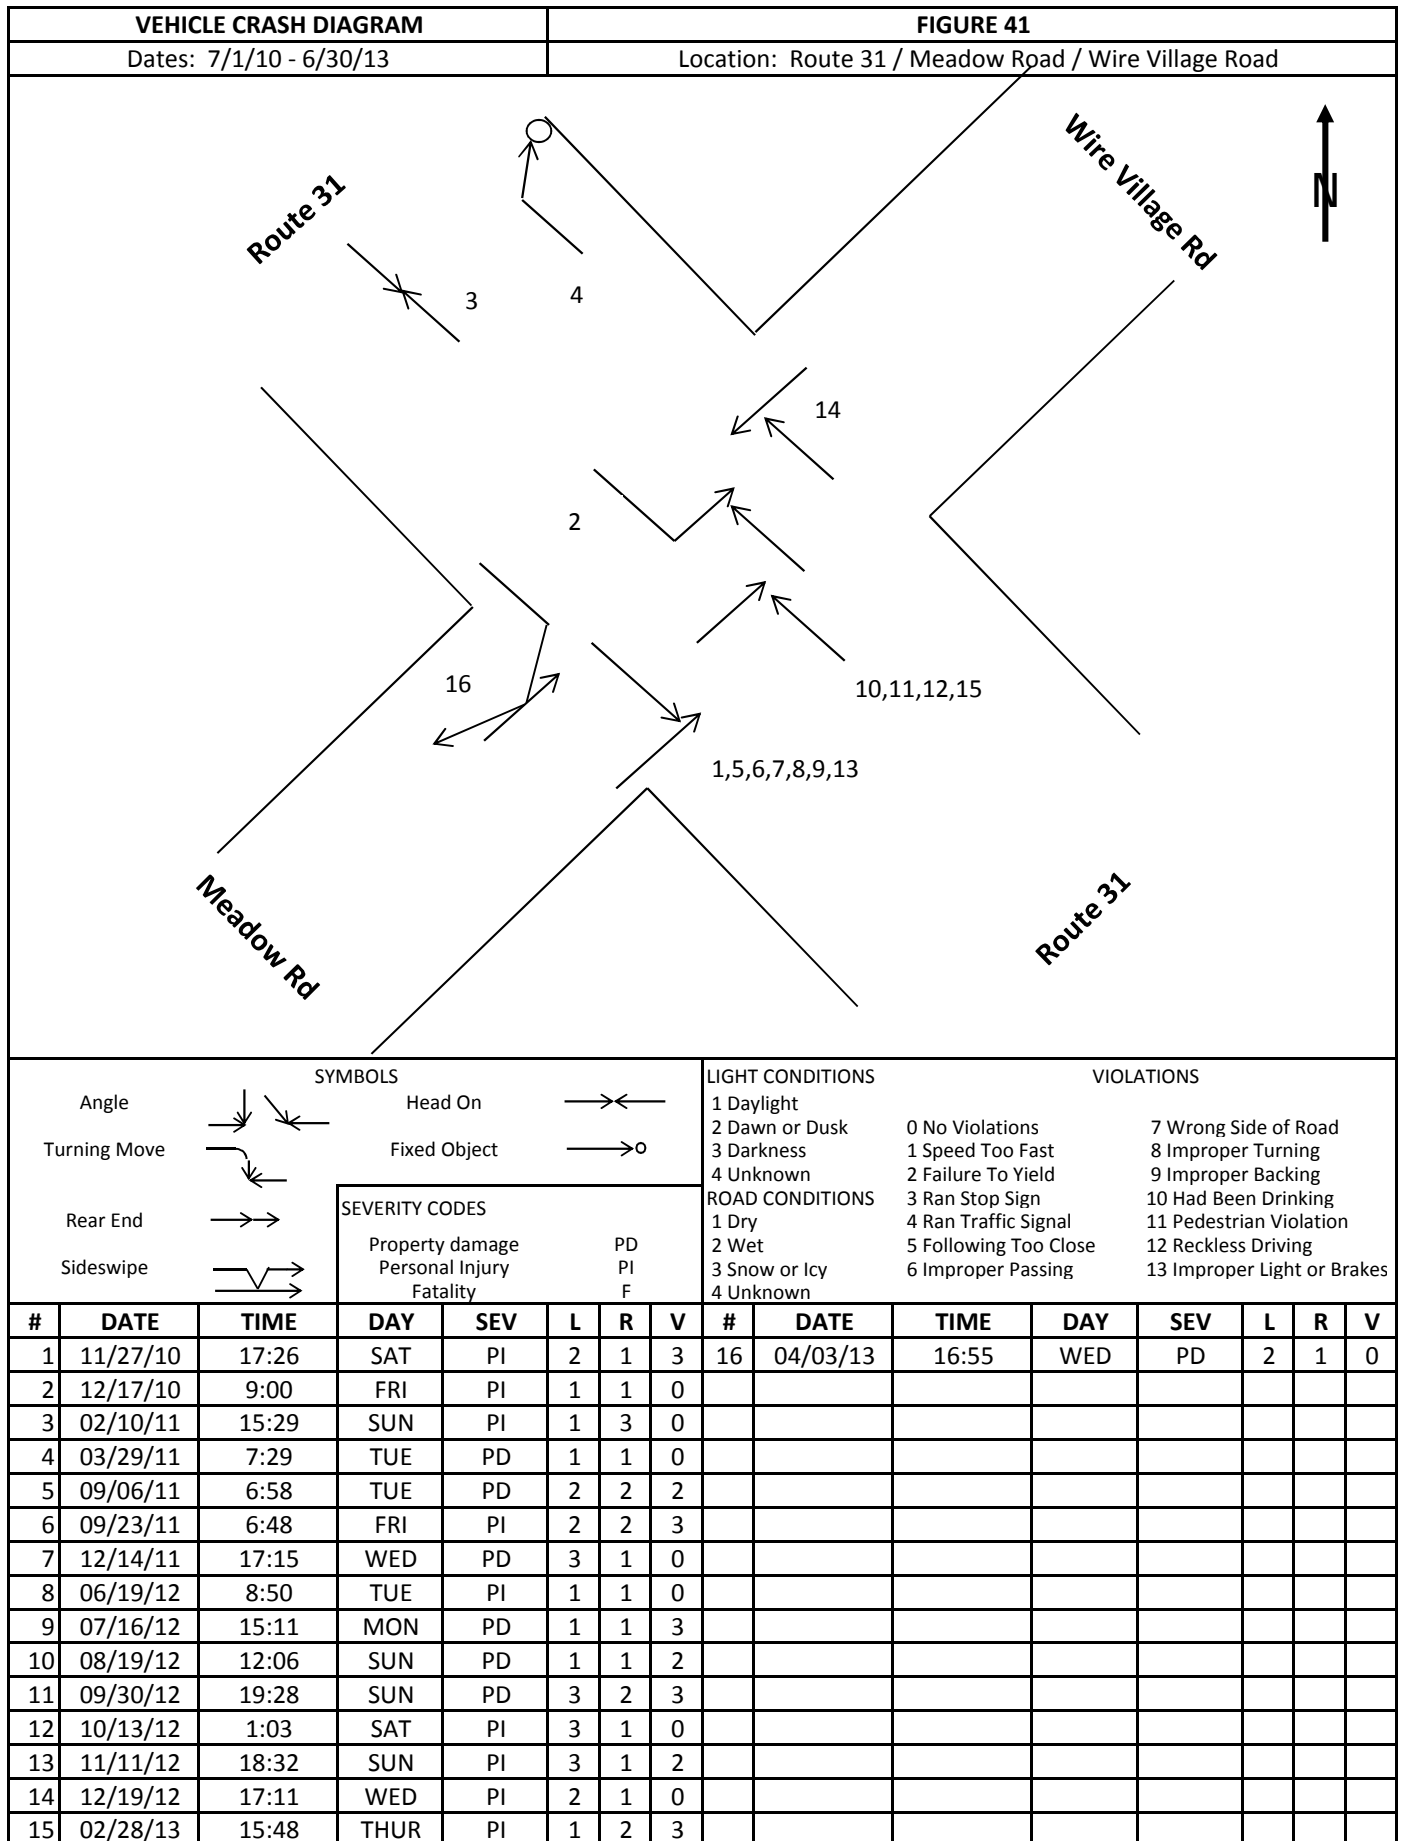 VEHICLE CRASH DIAGRAM FIGURE 41
Dates: 7/1/10 - 6/30/13 Location: Route 31 / Meadow Road / Wire Village Road
Wire Village Rd
Route 31
N
3
4
14
2
16
10,11,12,15
1,5,6,7,8,9,13
Meadow Rd
Route 31
SYMBOLS
Angle Head On
Turning Move Fixed Object
Rear End
Sideswipe
SEVERITY CODES
Property damage PD
Personal Injury PI
Fatality F
LIGHT CONDITIONS
1 Daylight
2 Dawn or Dusk
3 Darkness
4 Unknown
ROAD CONDITIONS
1 Dry
2 Wet
3 Snow or Icy
4 Unknown
VIOLATIONS
0 No Violations
1 Speed Too Fast
2 Failure To Yield
3 Ran Stop Sign
4 Ran Traffic Signal
5 Following Too Close
6 Improper Passing
7 Wrong Side of Road
8 Improper Turning
9 Improper Backing
10 Had Been Drinking
11 Pedestrian Violation
12 Reckless Driving
13 Improper Light or Brakes
# DATE TIME DAY SEV L R V # DATE TIME DAY SEV L R V
1 11/27/10 17:26 SAT PI 2 1 3 16 04/03/13 16:55 WED PD 2 1 0
2 12/17/10 9:00 FRI PI 1 1 0
3 02/10/11 15:29 SUN PI 1 3 0
4 03/29/11 7:29 TUE PD 1 1 0
5 09/06/11 6:58 TUE PD 2 2 2
6 09/23/11 6:48 FRI PI 2 2 3
7 12/14/11 17:15 WED PD 3 1 0
8 06/19/12 8:50 TUE PI 1 1 0
9 07/16/12 15:11 MON PD 1 1 3
10 08/19/12 12:06 SUN PD 1 1 2
11 09/30/12 19:28 SUN PD 3 2 3
12 10/13/12 1:03 SAT PI 3 1 0
13 11/11/12 18:32 SUN PI 3 1 2
14 12/19/12 17:11 WED PI 2 1 0
15 02/28/13 15:48 THUR PI 1 2 3